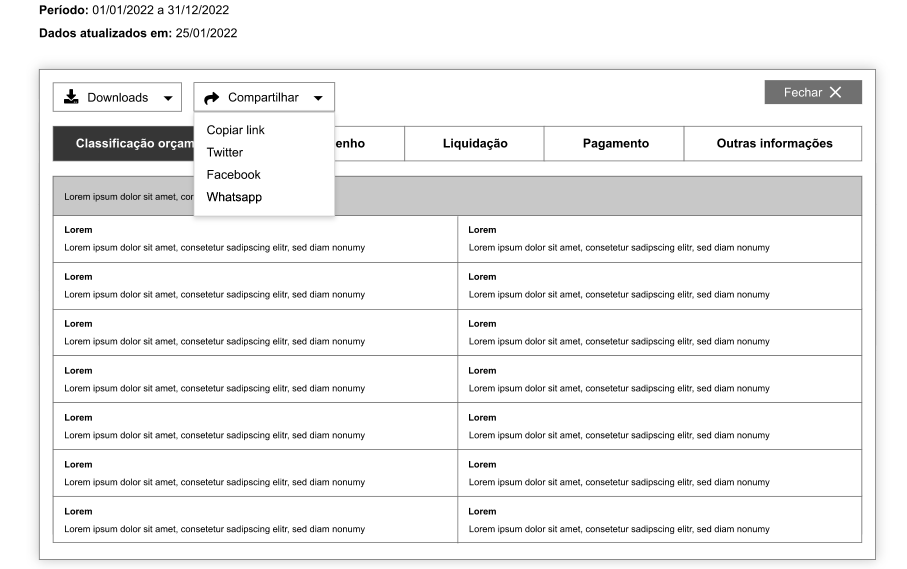 Período: 01/01/2022 a 31/12/2022
Dados atualizados em: 25/01/2022
Downloads
Compartilhar
Fechar
Copiar link
Twitter
Facebook
Whatsapp
Classificação
Liquidação
Pagamento
Outras informações
Lorem ipsum dolor sit amet,
Lorem
Lorem
Lorem ipsum dolor sit amet, consetetur sadipscing elitr, sed diam nonumy
Lorem ipsum dolor sit amet, consetetur sadipscing elitr, sed diam nonumy
Lorem
Lorem
Lorem ipsum dolor sit amet, consetetur sadipscing elitr, sed diam nonumy
Lorem ipsum dolor sit amet, consetetur sadipscing elitr, sed diam nonumy
Lorem
Lorem
Lorem ipsum dolor sit amet, consetetur sadipscing elitr, sed diam nonumy
Lorem ipsum dolor sit amet, consetetur sadipscing elitr, sed diam nonumy
Lorem
Lorem
Lorem ipsum dolor sit amet, consetetur sadipscing elitr, sed diam nonumy
Lorem ipsum dolor sit amet, consetetur sadipscing elitr, sed diam nonumy
Lorem
Lorem
Lorem ipsum dolor sit amet, consetetur sadipscing elitr, sed diam nonumy
Lorem ipsum dolor sit amet, consetetur sadipscing elitr, sed diam nonumy
Lorem
Lorem
Lorem ipsum dolor sit amet, consetetur sadipscing elitr, sed diam nonumy
Lorem ipsum dolor sit amet, consetetur sadipscing elitr, sed diam nonumy
Lorem
Lorem
Lorem ipsum dolor sit amet, consetetur sadipscing elitr, sed diam nonumy
Lorem ipsum dolor sit amet, consetetur sadipscing elitr, sed diam nonumy